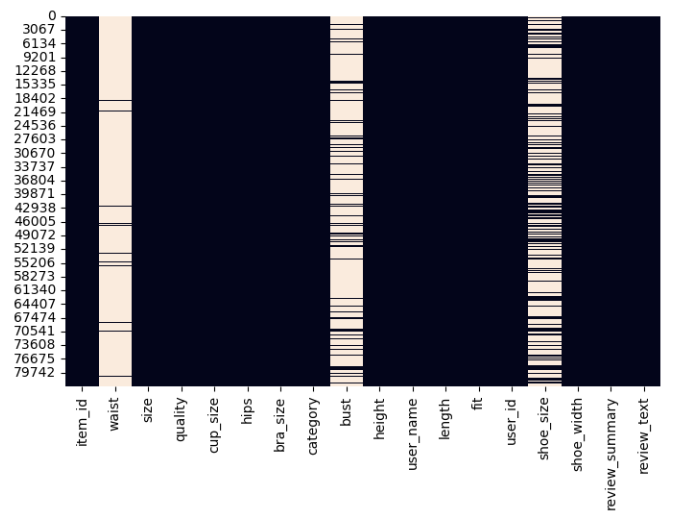 0
3067
6134
9201
12268
15335
18402
21469
24536
27603
30670
33737
36804
39871
42938
46005
49072
52139
55206
58273
61340
64407
67474
70541
73608
76675
79742
item_id
waist
size
quality
cup_size
hips
bra_size
category
bust
height
user_name
length
fit
user_id
shoe_size
shoe_width
review_summary
review_text